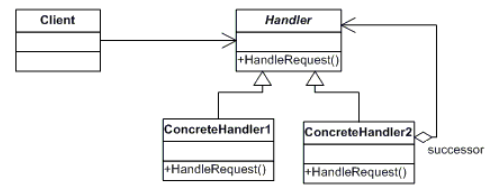 Client
Handler
+HandleRequest()
ConcreteHandler1
+HandleRequest()
ConcreteHandler2
+HandleRequest()
successor